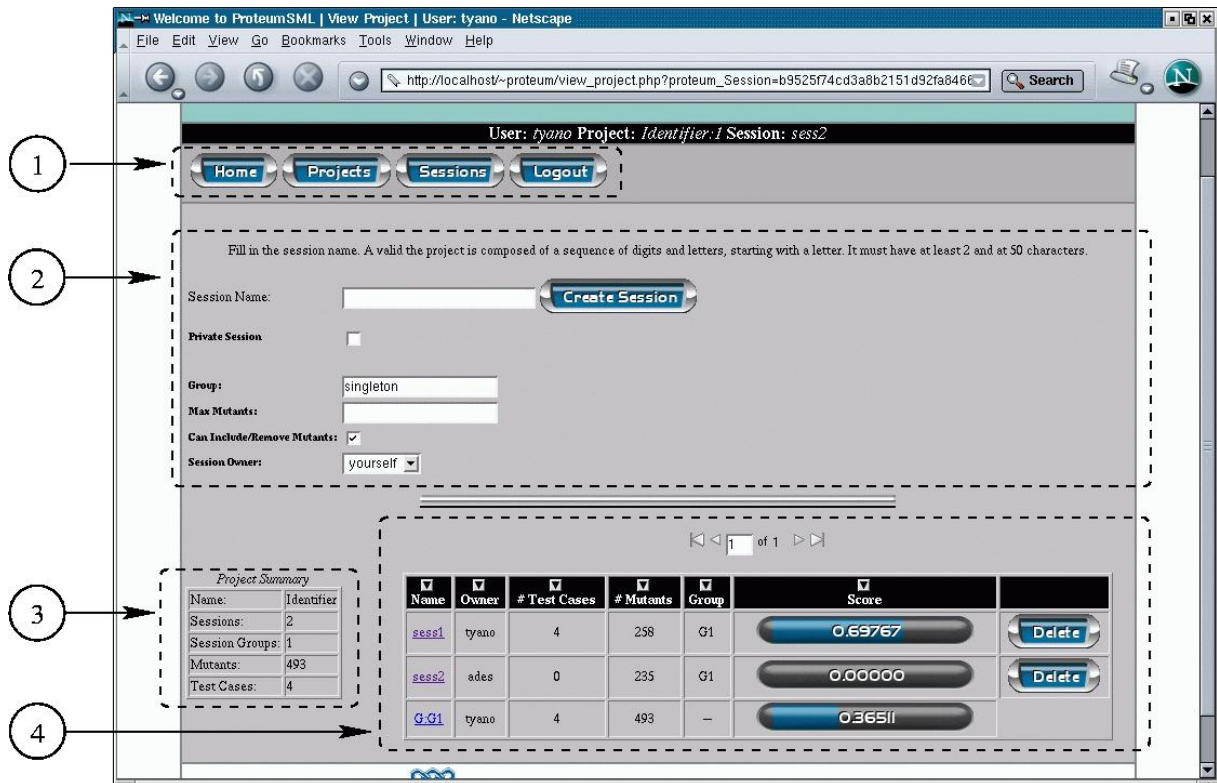 Welcome to ProteumSML | View Project | User: tyano - Netscape
File Edit View Go Bookmarks Tools Window Help
http://localhost/~proteum/view_project.php?proteum_Session=b9525f74cd3a8b2151d92fa8466
Search
N
User: tyano Project: Identifier:1 Session: sess2
1
Home Projects Sessions Logout
2
Fill in the session name. A valid the project is composed of a sequence of digits and letters, starting with a letter. It must have at least 2 and at 50 characters.
Session Name: Create Session
Private Session
Group: singleton
Max Mutants:
Can Include/Remove Mutants:
Session Owner: yourself
3
Project Summary
Name: Identifier
Sessions: 2
Session Groups: 1
Mutants: 493
Test Cases: 4
4
1 of 1
Name Owner # Test Cases # Mutants Group Score
sess1 tyano 4 258 G1 0.69767 Delete
sess2 ades 0 235 G1 0.00000 Delete
G:G1 tyano 4 493 – 0.36511